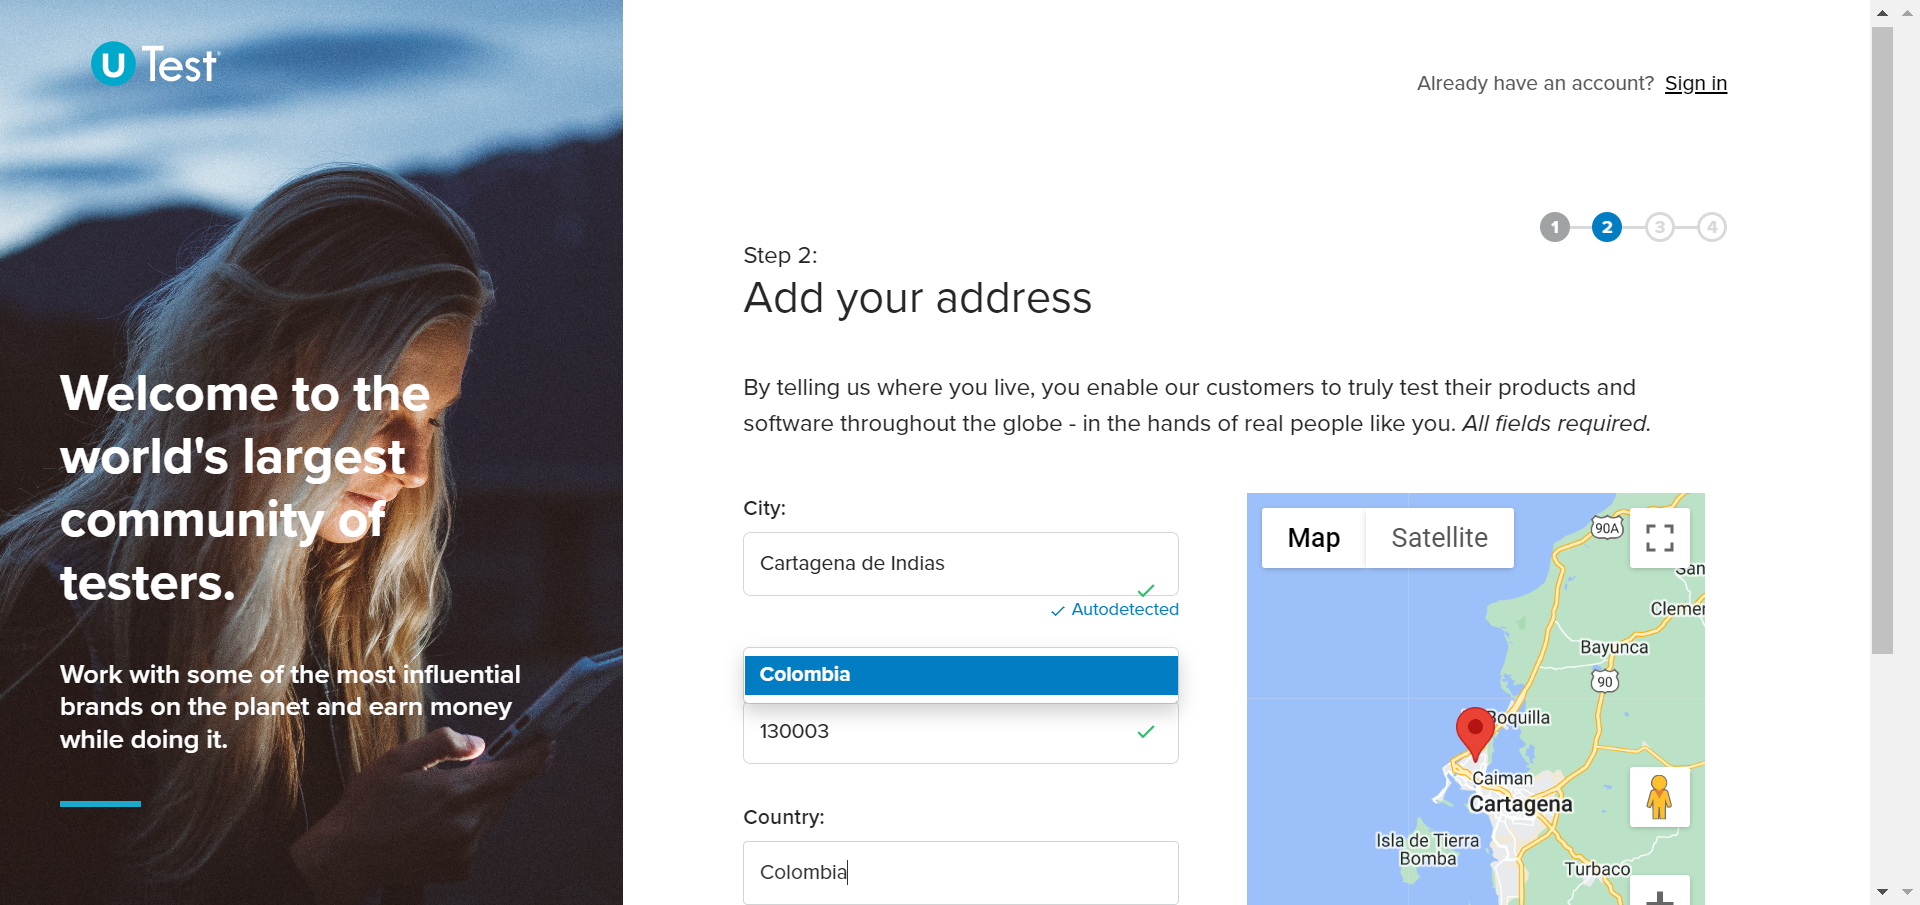 U Test
Already have an account? Sign in
1 2 3 4
Step 2:
Add your address
Welcome to the
world's largest
community of
testers.
Work with some of the most influential
brands on the planet and earn money
while doing it.
By telling us where you live, you enable our customers to truly test their products and
software throughout the globe - in the hands of real people like you. All fields required.
City:
Cartagena de Indias
Autodetected
Colombia
130003
Country:
Colombia
Map Satellite
90A
San
Clemen
Bayunca
90
Boquilla
Caiman
Cartagena
Isla de Tierra
Bomba
Turbaco